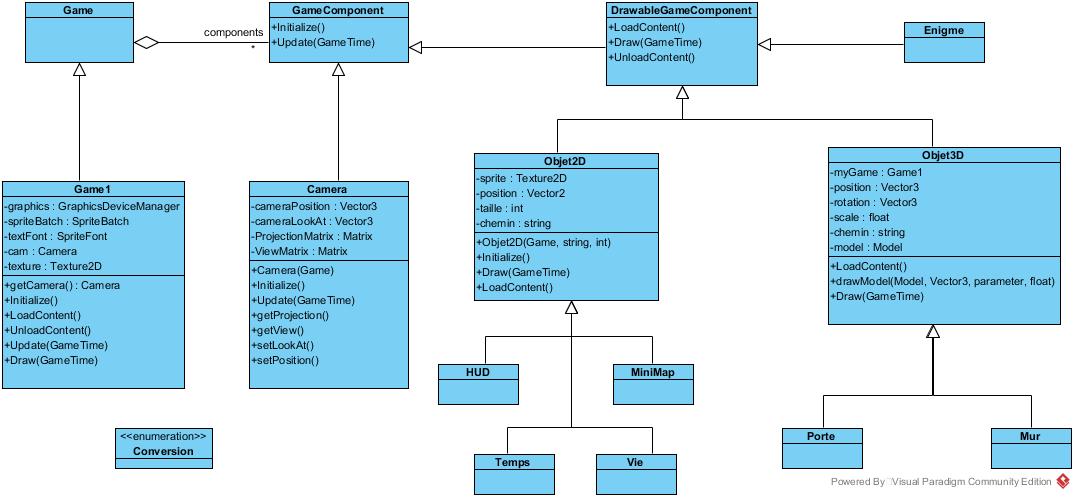 Game
components
*
GameComponent
+Initialize()
+Update(GameTime)
DrawableGameComponent
+LoadContent()
+Draw(GameTime)
+UnloadContent()
Enigme
Game1
-graphics : GraphicsDeviceManager
-spriteBatch : SpriteBatch
-textFont : SpriteFont
-cam : Camera
-texture : Texture2D
+getCamera() : Camera
+Initialize()
+LoadContent()
+UnloadContent()
+Update(GameTime)
+Draw(GameTime)
Camera
-cameraPosition : Vector3
-cameraLookAt : Vector3
-ProjectionMatrix : Matrix
-ViewMatrix : Matrix
+Camera(Game)
+Initialize()
+Update(GameTime)
+getProjection()
+getView()
+setLookAt()
+setPosition()
Objet2D
-sprite : Texture2D
-position : Vector2
-taille : int
-chemin : string
+Objet2D(Game, string, int)
+Initialize()
+Draw(GameTime)
+LoadContent()
Objet3D
-myGame : Game1
-position : Vector3
-rotation : Vector3
-scale : float
-chemin : string
-model : Model
+LoadContent()
+drawModel(Model, Vector3, parameter, float)
+Draw(GameTime)
HUD
MiniMap
Temps
Vie
Porte
Mur
<<enumeration>>
Conversion
Powered By Visual Paradigm Community Edition